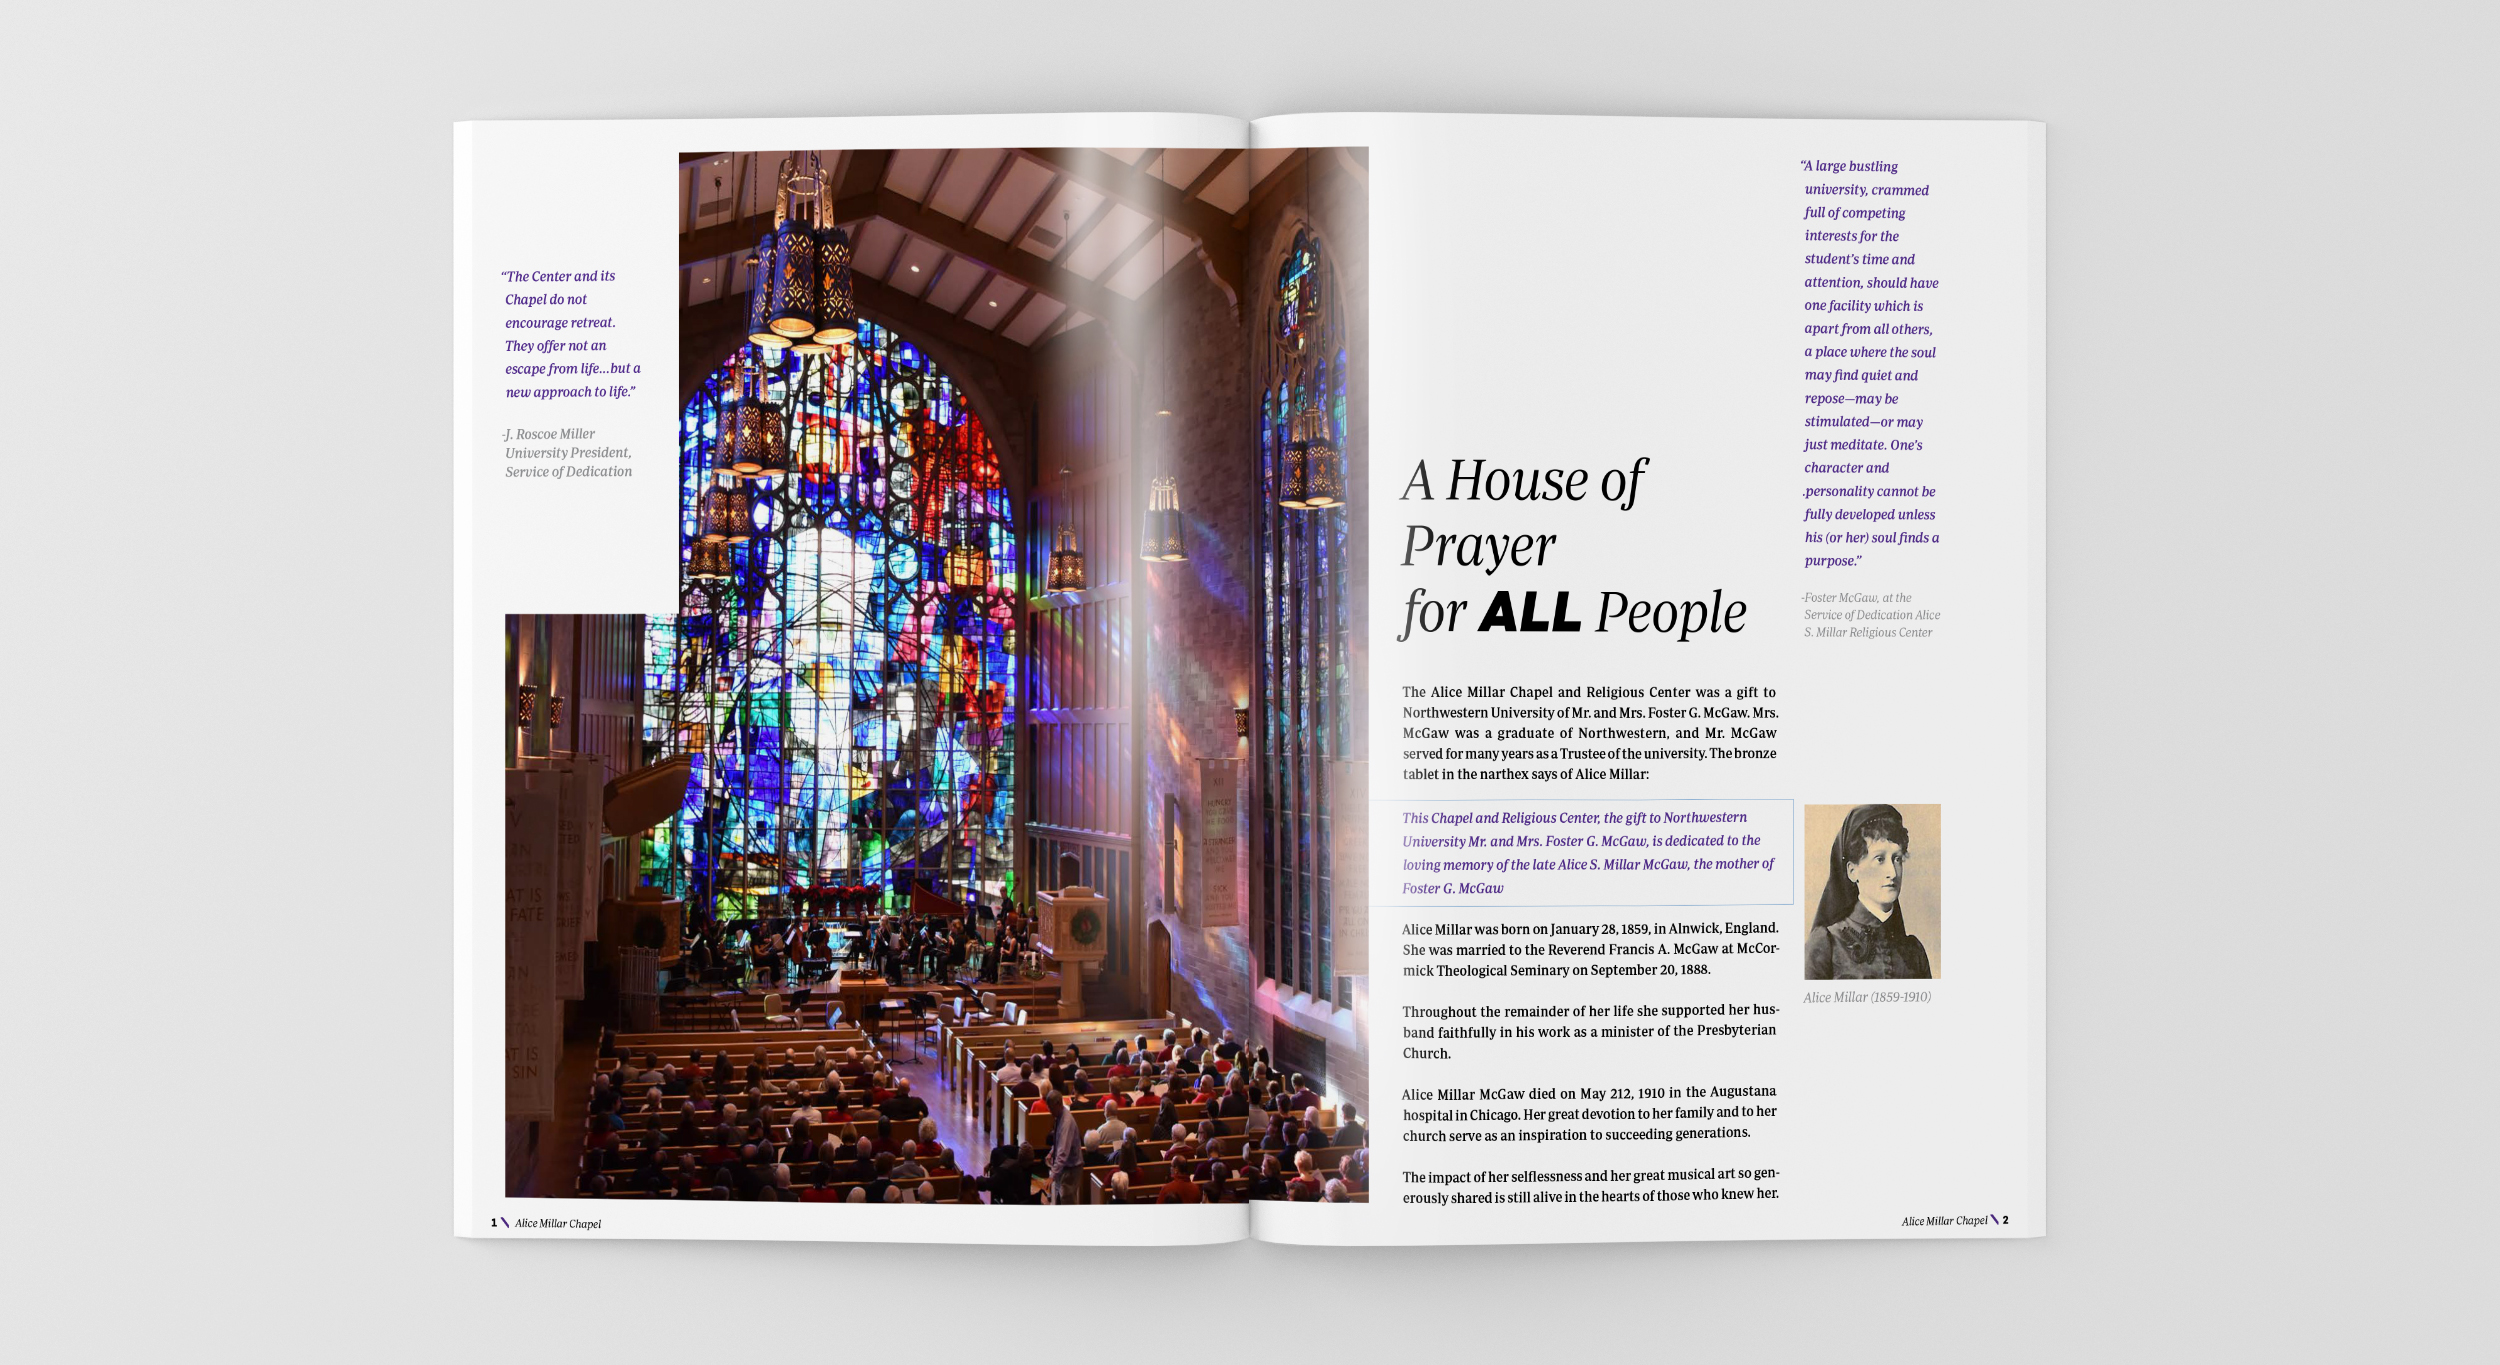 “The Center and its
Chapel do not
encourage retreat.
They offer not an
escape from life...but a
new approach to life.”
-J. Roscoe Miller
University President,
Service of Dedication
AT IS
FATE
AT IS
SIN
1 \ Alice Millar Chapel
A House of
Prayer
for ALL People
The Alice Millar Chapel and Religious Center was a gift to
Northwestern University of Mr. and Mrs. Foster G. McGaw. Mrs.
McGaw was a graduate of Northwestern, and Mr. McGaw
served for many years as a Trustee of the university. The bronze
tablet in the narthex says of Alice Millar:
This Chapel and Religious Center, the gift to Northwestern
University Mr. and Mrs. Foster G. McGaw, is dedicated to the
loving memory of the late Alice S. Millar McGaw, the mother of
Foster G. McGaw
Alice Millar was born on January 28, 1859, in Alnwick, England.
She was married to the Reverend Francis A. McGaw at McCor-
mick Theological Seminary on September 20, 1888.
Throughout the remainder of her life she supported her hus-
band faithfully in his work as a minister of the Presbyterian
Church.
Alice Millar McGaw died on May 212, 1910 in the Augustana
hospital in Chicago. Her great devotion to her family and to her
church serve as an inspiration to succeeding generations.
The impact of her selflessness and her great musical art so gen-
erously shared is still alive in the hearts of those who knew her.
“A large bustling
university, crammed
full of competing
interests for the
student’s time and
attention, should have
one facility which is
apart from all others,
a place where the soul
may find quiet and
repose—may be
stimulated—or may
just meditate. One’s
character and
.personality cannot be
fully developed unless
his (or her) soul finds a
purpose.”
-Foster McGaw, at the
Service of Dedication Alice
S. Millar Religious Center
Alice Millar (1859-1910)
Alice Millar Chapel \ 2